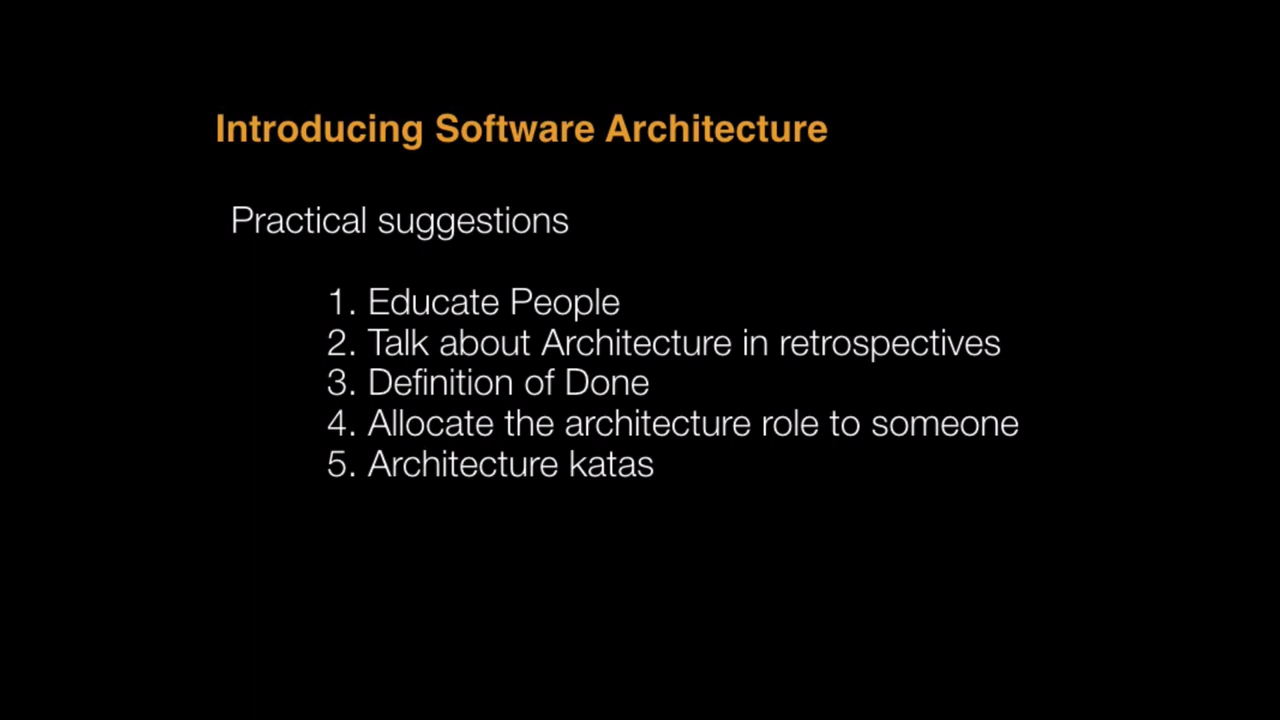 Introducing Software Architecture
Practical suggestions
1. Educate People
2. Talk about Architecture in retrospectives
3. Definition of Done
4. Allocate the architecture role to someone
5. Architecture katas